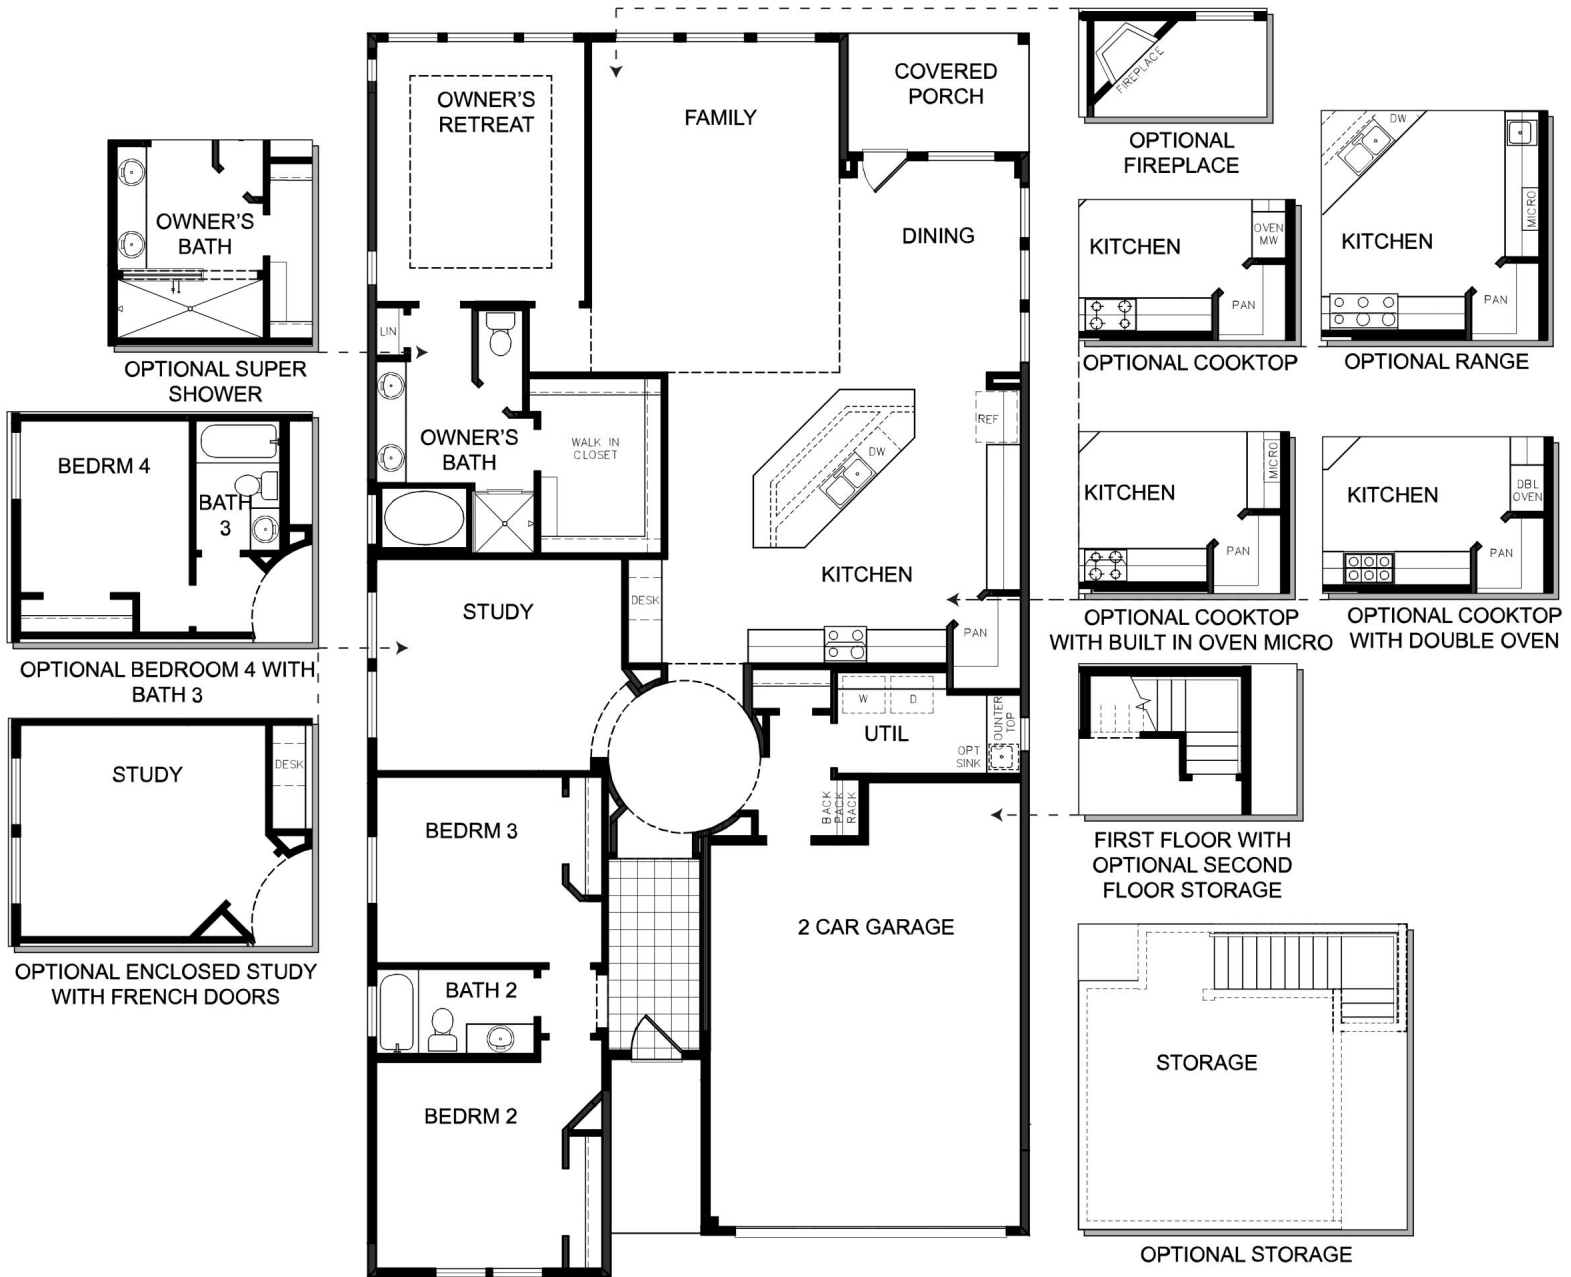 OWNER'S
RETREAT
FAMILY
COVERED
PORCH
DINING
LIN
OWNER'S
BATH
WALK IN
CLOSET
REF
DW
KITCHEN
DESK
STUDY
PAN
W
D
UTIL
COUNTER
TOP
OPT
SINK
BACK
PACK
RACK
BEDRM 3
2 CAR GARAGE
BATH 2
BEDRM 2
OWNER'S
BATH
OPTIONAL SUPER
SHOWER
BEDRM 4
BATH
3
OPTIONAL BEDROOM 4 WITH
BATH 3
STUDY
DESK
OPTIONAL ENCLOSED STUDY
WITH FRENCH DOORS
FIREPLACE
OPTIONAL
FIREPLACE
KITCHEN
OVEN
MW
PAN
OPTIONAL COOKTOP
DW
MICRO
KITCHEN
PAN
OPTIONAL RANGE
MICRO
KITCHEN
PAN
OPTIONAL COOKTOP
WITH BUILT IN OVEN MICRO
KITCHEN
DBL
OVEN
PAN
OPTIONAL COOKTOP
WITH DOUBLE OVEN
FIRST FLOOR WITH
OPTIONAL SECOND
FLOOR STORAGE
STORAGE
OPTIONAL STORAGE